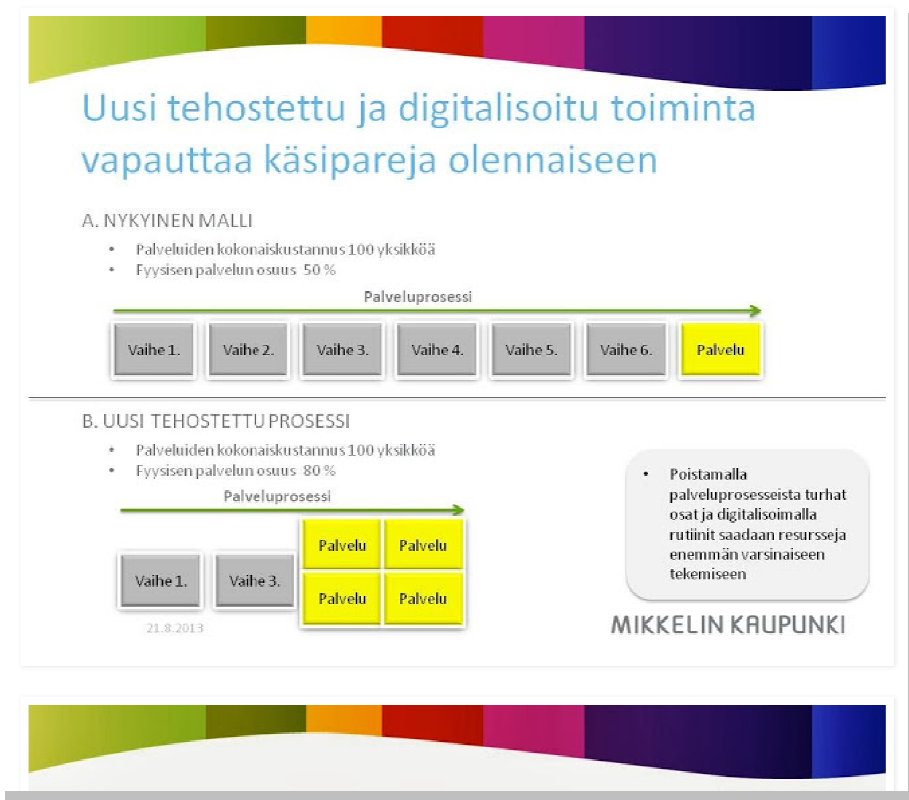 Uusi tehostettu ja digitalisoitu toiminta
vapauttaa käsipareja olennaiseen
A. NYKYINEN MALLI
• Palveluiden kokonaiskustannus 100 yksikköä
• Fyysisen palvelun osuus 50 %
Palveluprosessi
Vaihe 1. Vaihe 2. Vaihe 3. Vaihe 4. Vaihe 5. Vaihe 6. Palvelu
B. UUSI TEHOSTETTU PROSESSI
• Palveluiden kokonaiskustannus 100 yksikköä
• Fyysisen palvelun osuus 80 %
Palveluprosessi
Palvelu Palvelu
Vaihe 1. Vaihe 3.
Palvelu Palvelu
• Poistamalla
palveluprosesseista turhat
osat ja digitalisoimalla
rutiinit saadaan resursseja
enemmän varsinaiseen
tekemiseen
21.8.2013
MIKKELIN KAUPUNKI